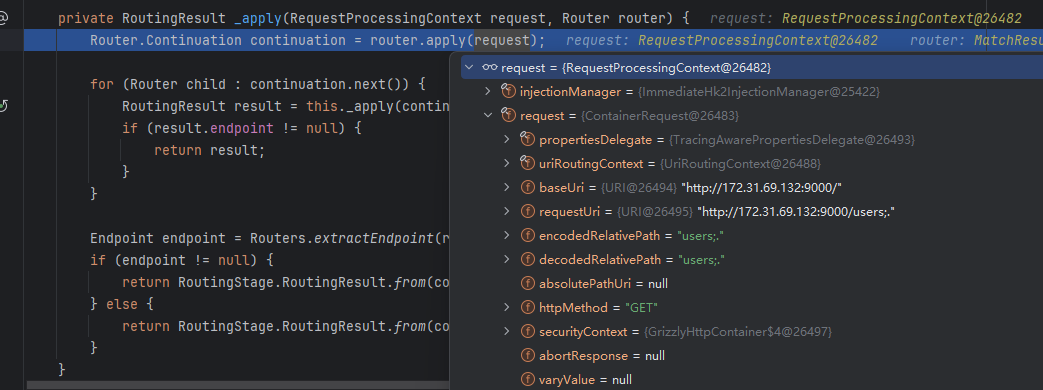 private RoutingResult _apply(RequestProcessingContext request, Router router) {   request: RequestProcessingContext@26482
Router.Continuation continuation = router.apply(request);   request: RequestProcessingContext@26482   router: MatchResu
for (Router child : continuation.next()) {
RoutingResult result = this._apply(contin
if (result.endpoint != null) {
return result;
}
}
Endpoint endpoint = Routers.extractEndpoint(r
if (endpoint != null) {
return RoutingStage.RoutingResult.from(co
} else {
return RoutingStage.RoutingResult.from(co
}
}
request = {RequestProcessingContext@26482}
injectionManager = {ImmediateHk2InjectionManager@25422}
request = {ContainerRequest@26483}
propertiesDelegate = {TracingAwarePropertiesDelegate@26493}
uriRoutingContext = {UriRoutingContext@26488}
baseUri = {URI@26494} "http://172.31.69.132:9000/"
requestUri = {URI@26495} "http://172.31.69.132:9000/users;."
encodedRelativePath = "users;."
decodedRelativePath = "users;."
absolutePathUri = null
httpMethod = "GET"
securityContext = {GrizzlyHttpContainer$4@26497}
abortResponse = null
varyValue = null